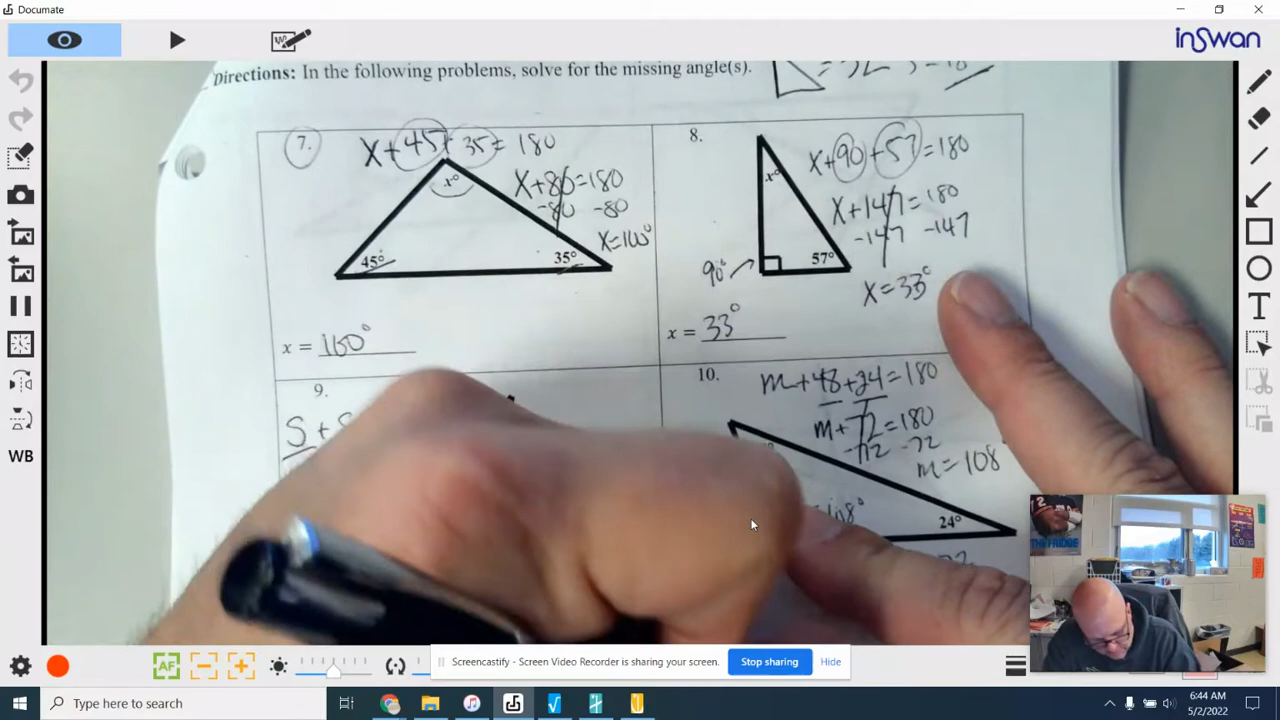 Documate
inSwan
Directions: In the following problems, solve for the missing angle(s).
7.
X+45+35=180
x°
X+80=180
-80 -80
X=100°
45°
35°
x = 100°
8.
X+90+57=180
x°
X+147=180
-147 -147
X=33°
90°
57°
x = 33°
9.
S+
10.
m+48+24=180
m+72=180
-72 -72
m=108
24°
T
WB
AF
Screencastify - Screen Video Recorder is sharing your screen.
Stop sharing
Hide
Type here to search
6:44 AM
5/2/2022